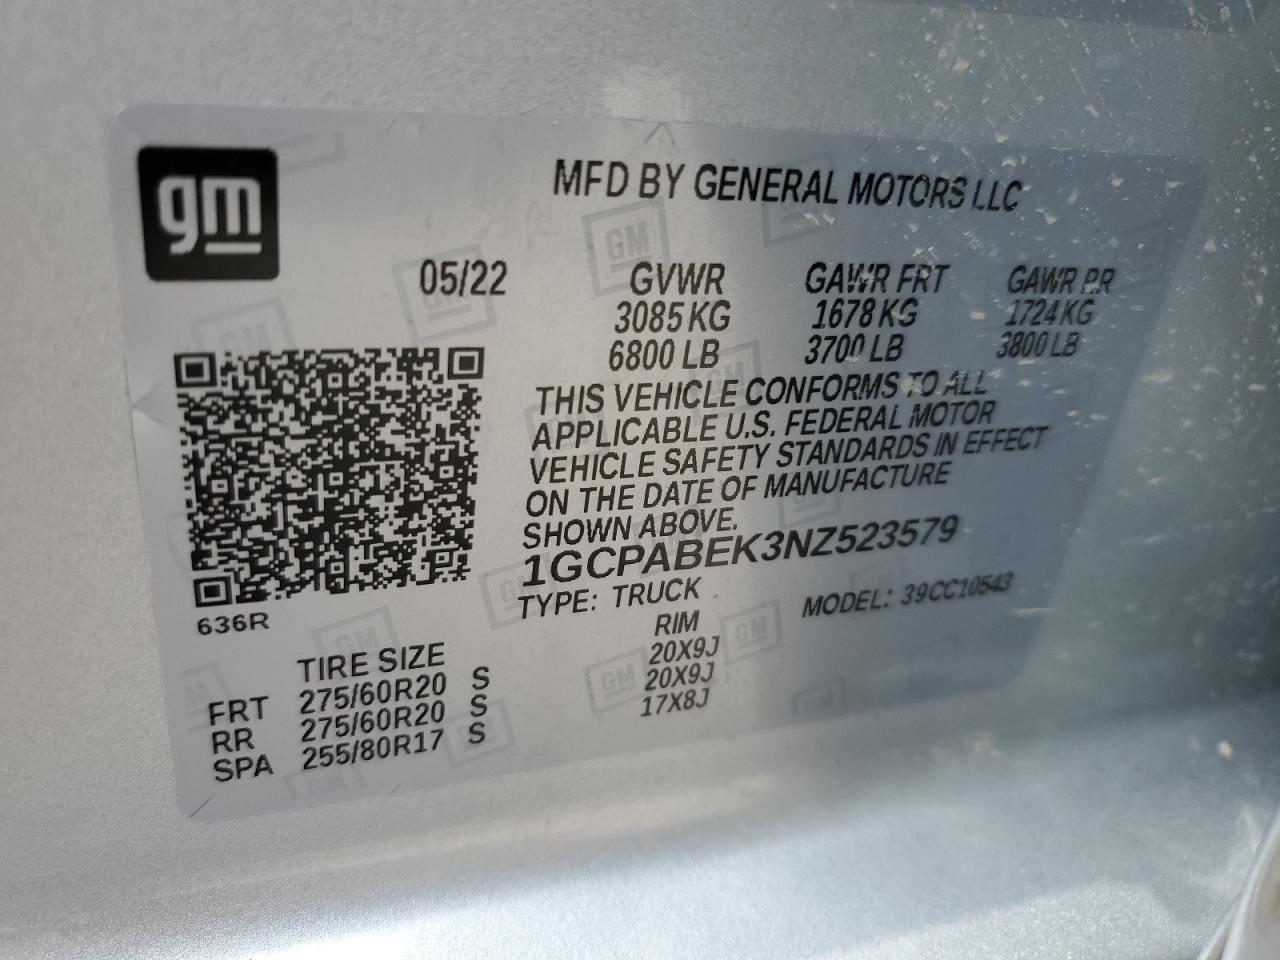 gm
MFD BY GENERAL MOTORS LLC
05/22 GVWR GAWR FRT GAWR RR
3085 KG 1678 KG 1724 KG
6800 LB 3700 LB 3800 LB
THIS VEHICLE CONFORMS TO ALL
APPLICABLE U.S. FEDERAL MOTOR
VEHICLE SAFETY STANDARDS IN EFFECT
ON THE DATE OF MANUFACTURE
SHOWN ABOVE.
1GCPABEK3NZ523579
TYPE: TRUCK MODEL: 39CC10543
636R
TIRE SIZE RIM
FRT 275/60R20 S 20X9J
RR 275/60R20 S 20X9J
SPA 255/80R17 S 17X8J